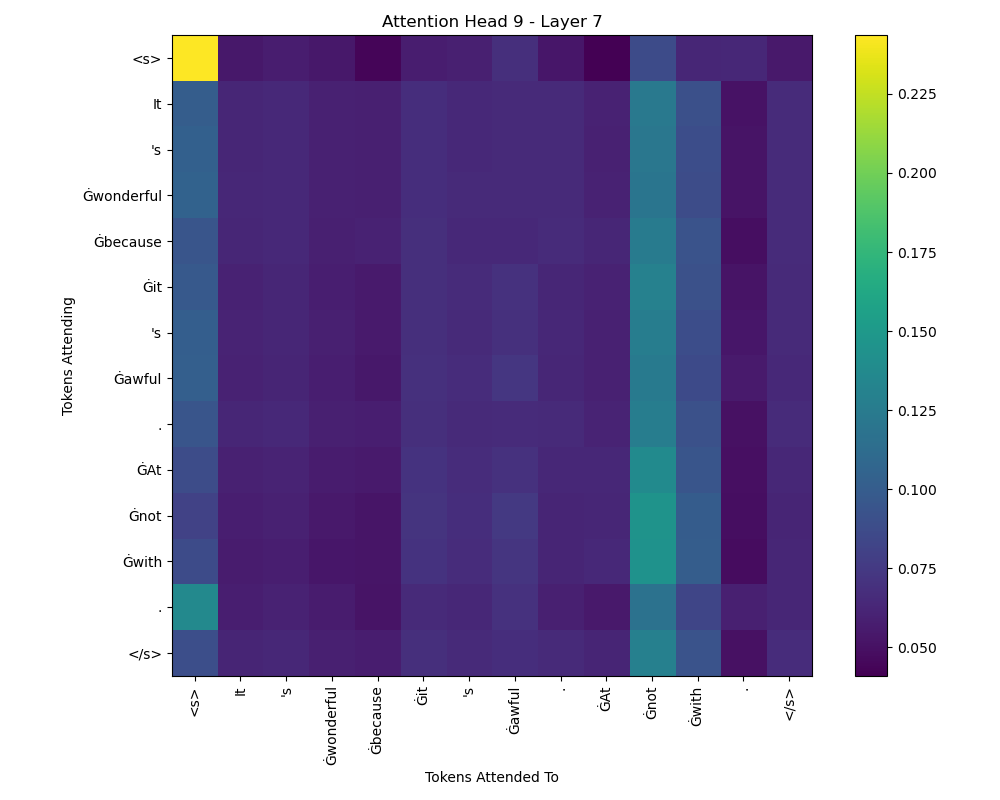 Attention Head 9 - Layer 7
<s>
It
's
Ġwonderful
Ġbecause
Ġit
's
Ġawful
.
ĠAt
Ġnot
Ġwith
.
</s>
Tokens Attending
<s>
It
's
Ġwonderful
Ġbecause
Ġit
's
Ġawful
.
ĠAt
Ġnot
Ġwith
.
</s>
Tokens Attended To
0.225
0.200
0.175
0.150
0.125
0.100
0.075
0.050